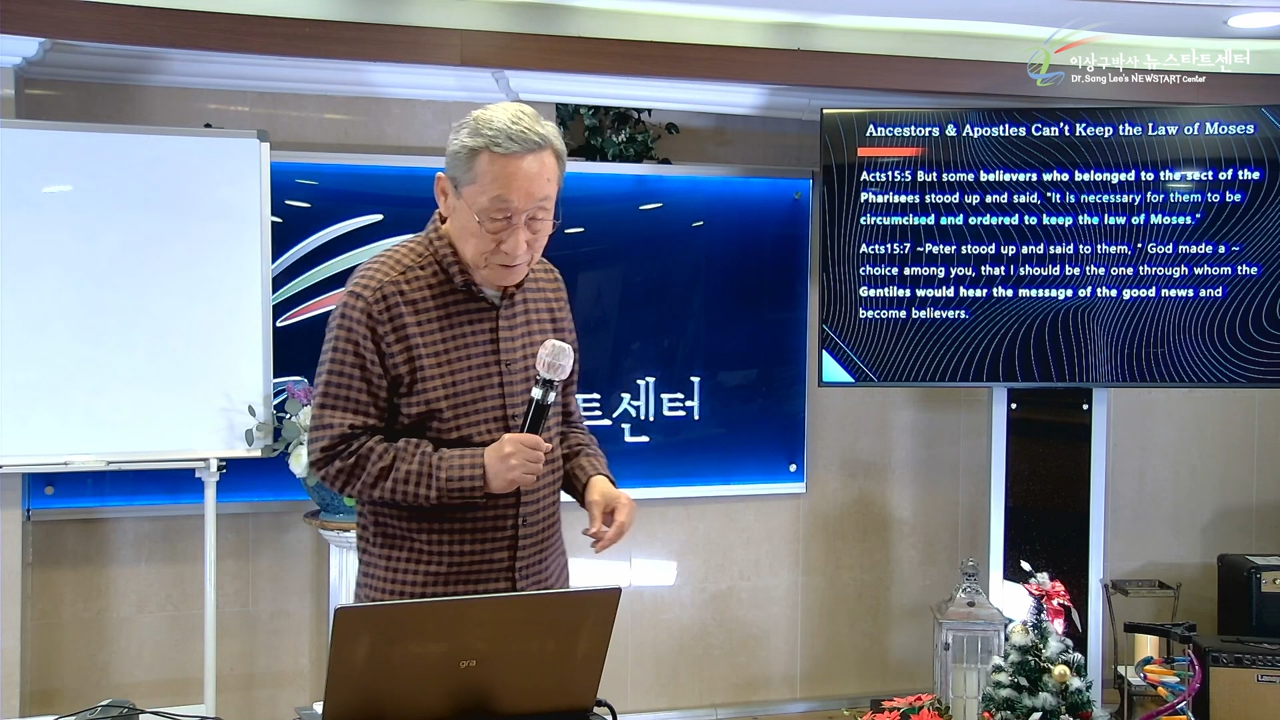 이상구박사 뉴스타트센터
Dr. Sang Lee's NEWSTART Center
Ancestors & Apostles Can't Keep the Law of Moses
Acts15:5 But some believers who belonged to the sect of the
Pharisees stood up and said, "It is necessary for them to be
circumcised and ordered to keep the law of Moses."
Acts15:7 ~Peter stood up and said to them, " God made a ~
choice among you, that I should be the one through whom the
Gentiles would hear the message of the good news and
become believers.
트센터
gra